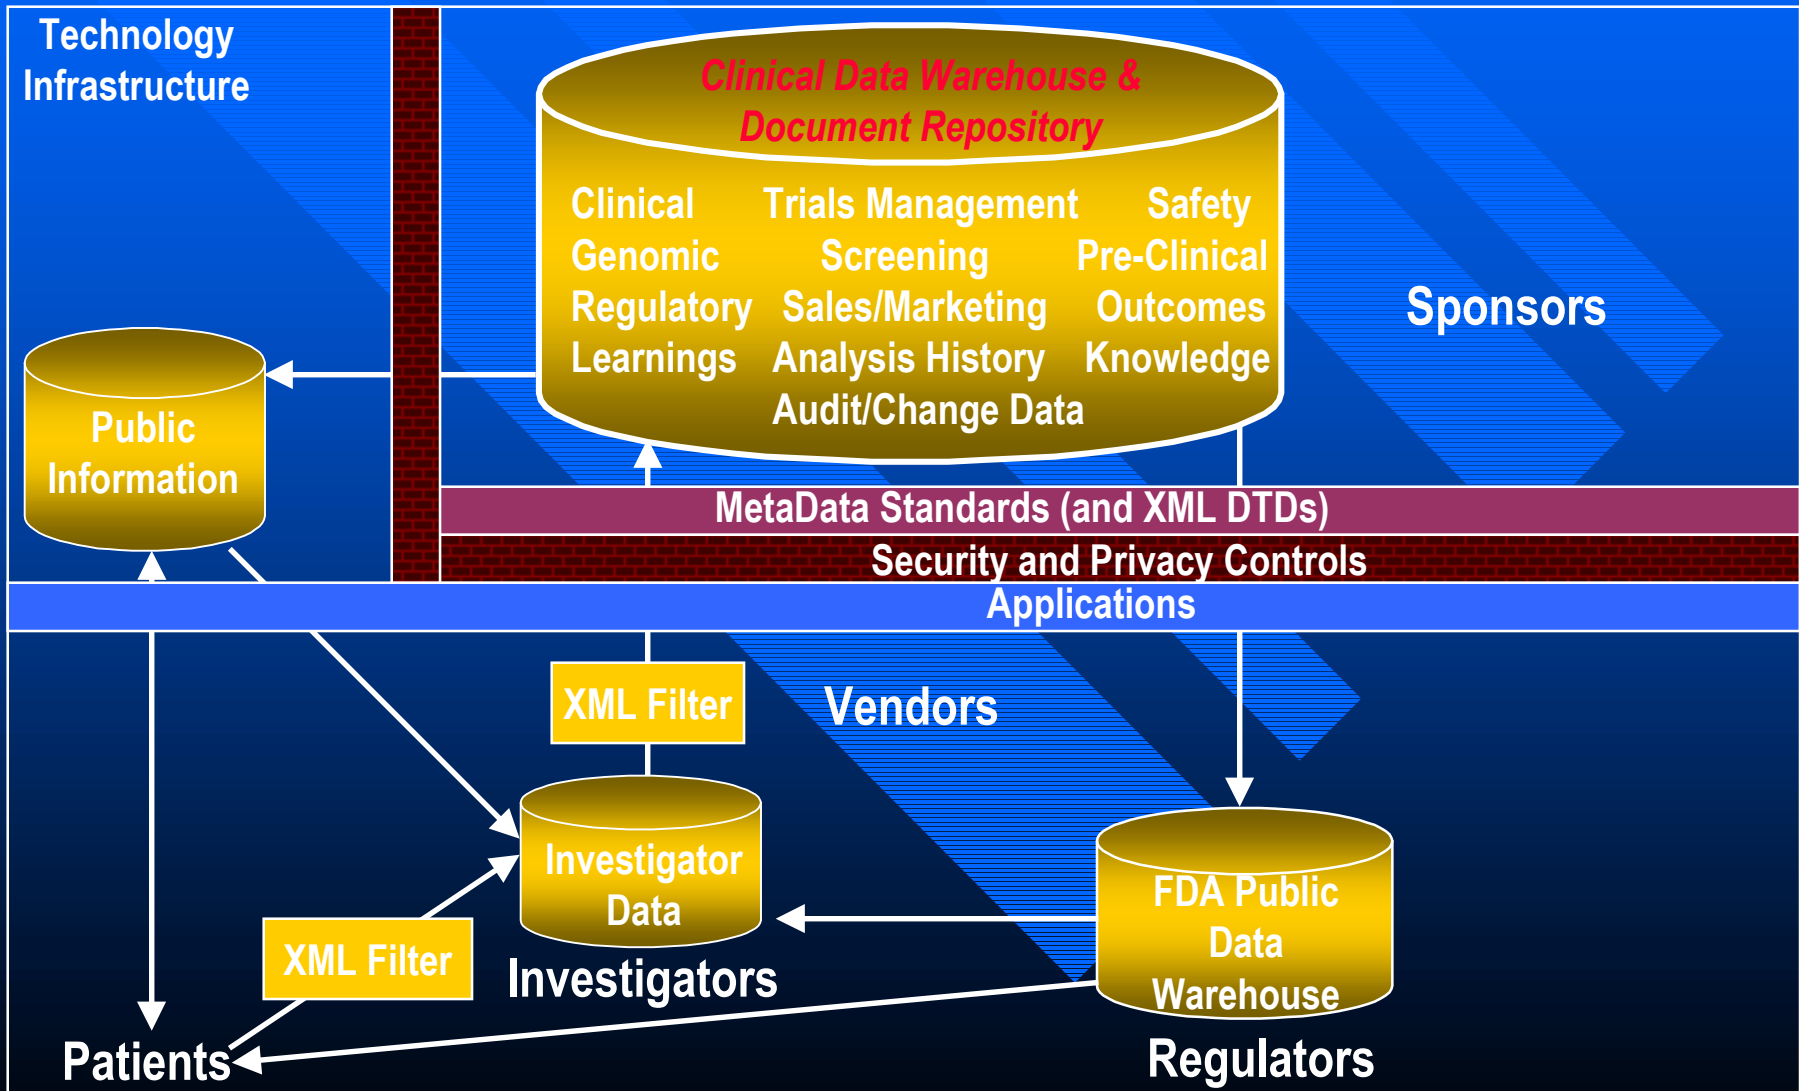 Technology
Infrastructure
Clinical Data Warehouse &
Document Repository
Clinical Trials Management Safety
Genomic Screening Pre-Clinical
Regulatory Sales/Marketing Outcomes
Learnings Analysis History Knowledge
Audit/Change Data
Sponsors
Public
Information
MetaData Standards (and XML DTDs)
Security and Privacy Controls
Applications
XML Filter
Vendors
Investigator
Data
Investigators
XML Filter
FDA Public
Data
Warehouse
Patients
Regulators